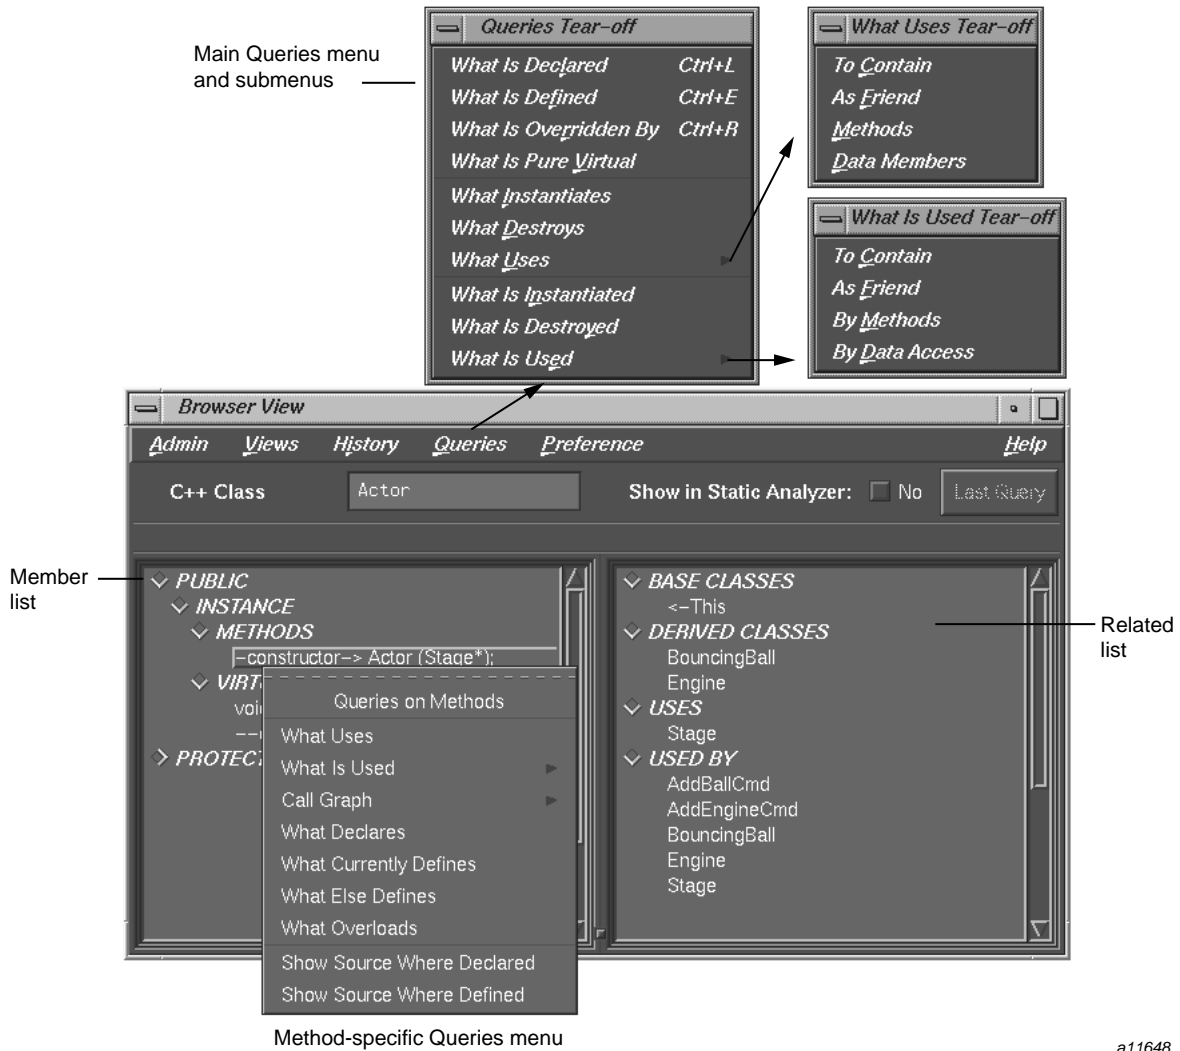 Main Queries menu
and submenus
Queries Tear-off
What Is Declared Ctrl+L
What Is Defined Ctrl+E
What Is Overridden By Ctrl+R
What Is Pure Virtual
What Instantiates
What Destroys
What Uses
What Is Instantiated
What Is Destroyed
What Is Used
What Uses Tear-off
To Contain
As Friend
Methods
Data Members
What Is Used Tear-off
To Contain
As Friend
By Methods
By Data Access
Browser View
Admin Views History Queries Preference Help
C++ Class Actor Show in Static Analyzer: No Last Query
Member
list
PUBLIC
INSTANCE
METHODS
-constructor-> Actor (Stage*);
VIRT
voi
PROTECT
Queries on Methods
What Uses
What Is Used
Call Graph
What Declares
What Currently Defines
What Else Defines
What Overloads
Show Source Where Declared
Show Source Where Defined
BASE CLASSES
<-This
DERIVED CLASSES
BouncingBall
Engine
USES
Stage
USED BY
AddBallCmd
AddEngineCmd
BouncingBall
Engine
Stage
Related
list
Method-specific Queries menu
a11648